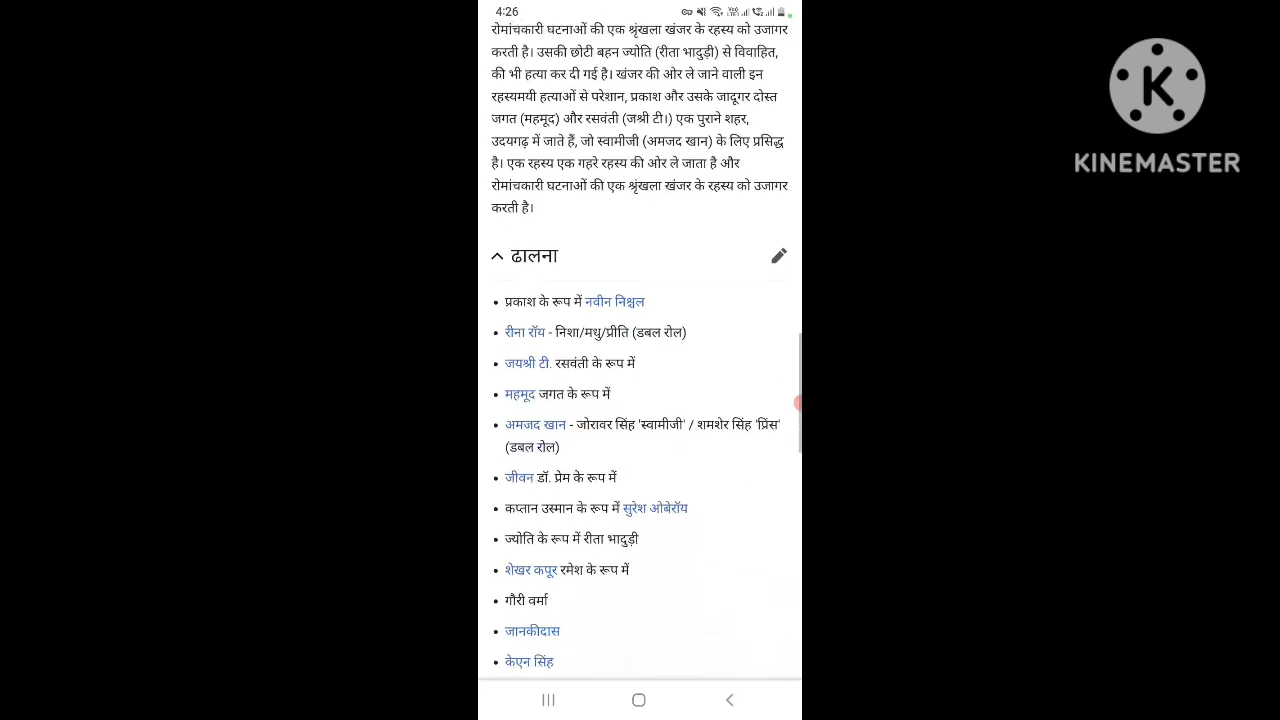 4:26
रोमांचकारी घटनाओं की एक श्रृंखला खंजर के रहस्य को उजागर
करती है। उसकी छोटी बहन ज्योति (रीता भादुड़ी) से विवाहित,
की भी हत्या कर दी गई है। खंजर की ओर ले जाने वाली इन
रहस्यमयी हत्याओं से परेशान, प्रकाश और उसके जादूगर दोस्त
जगत (महमूद) और रसवंती (जश्री टी।) एक पुराने शहर,
उदयगढ़ में जाते हैं, जो स्वामीजी (अमजद खान) के लिए प्रसिद्ध
है। एक रहस्य एक गहरे रहस्य की ओर ले जाता है और
रोमांचकारी घटनाओं की एक श्रृंखला खंजर के रहस्य को उजागर
करती है।
ढालना
• प्रकाश के रूप में नवीन निश्चल
• रीना रॉय - निशा/मधु/प्रीति (डबल रोल)
• जयश्री टी. रसवंती के रूप में
• महमूद जगत के रूप में
• अमजद खान - जोरावर सिंह 'स्वामीजी' / शमशेर सिंह 'प्रिंस'
(डबल रोल)
• जीवन डॉ. प्रेम के रूप में
• कप्तान उस्मान के रूप में सुरेश ओबेरॉय
• ज्योति के रूप में रीता भादुड़ी
• शेखर कपूर रमेश के रूप में
• गौरी वर्मा
• जानकीदास
• केएन सिंह
K
KINEMASTER